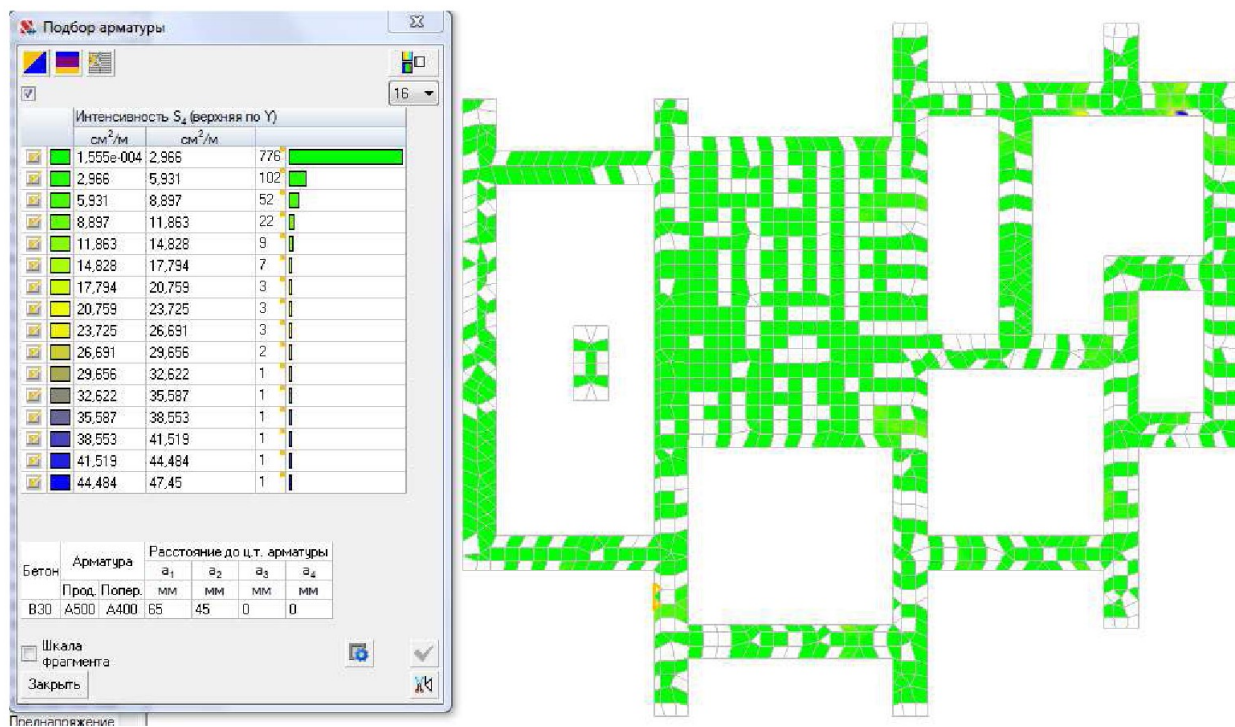 Подбор арматуры
16
Интенсивность S4 (верхняя по Y)
см²/м см²/м
1,555e-004 2,966 776
2,966 5,931 102
5,931 8,897 52
8,897 11,863 22
11,863 14,828 9
14,828 17,794 7
17,794 20,759 3
20,759 23,725 3
23,725 26,691 3
26,691 29,656 2
29,656 32,622 1
32,622 35,587 1
35,587 38,553 1
38,553 41,519 1
41,519 44,484 1
44,484 47,45 1
Бетон Арматура Расстояние до ц.т. арматуры
a1 a2 a3 a4
Прод. Попер. мм мм мм мм
B30 A500 A400 65 45 0 0
Шкала
фрагмента
Закрыть
Преднапряжение